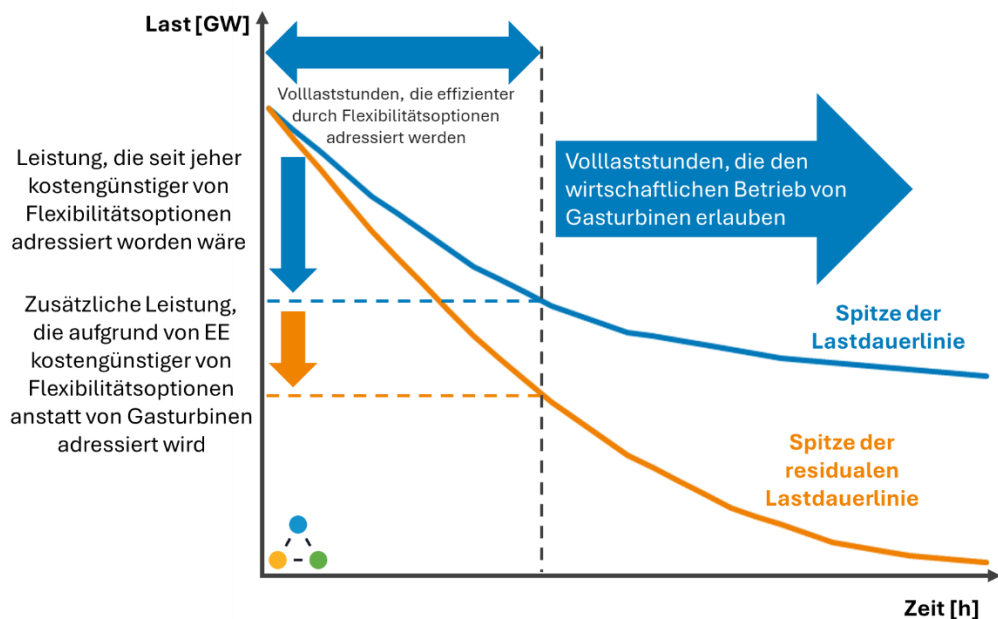 Last [GW]
Volllaststunden, die effizienter
durch Flexibilitätsoptionen
adressiert werden
Leistung, die seit jeher
kostengünstiger von
Flexibilitätsoptionen
adressiert worden wäre
Volllaststunden, die den
wirtschaftlichen Betrieb von
Gasturbinen erlauben
Zusätzliche Leistung,
die aufgrund von EE
kostengünstiger von
Flexibilitätsoptionen
anstatt von Gasturbinen
adressiert wird
Spitze der
Lastdauerlinie
Spitze der
residualen
Lastdauerlinie
Zeit [h]